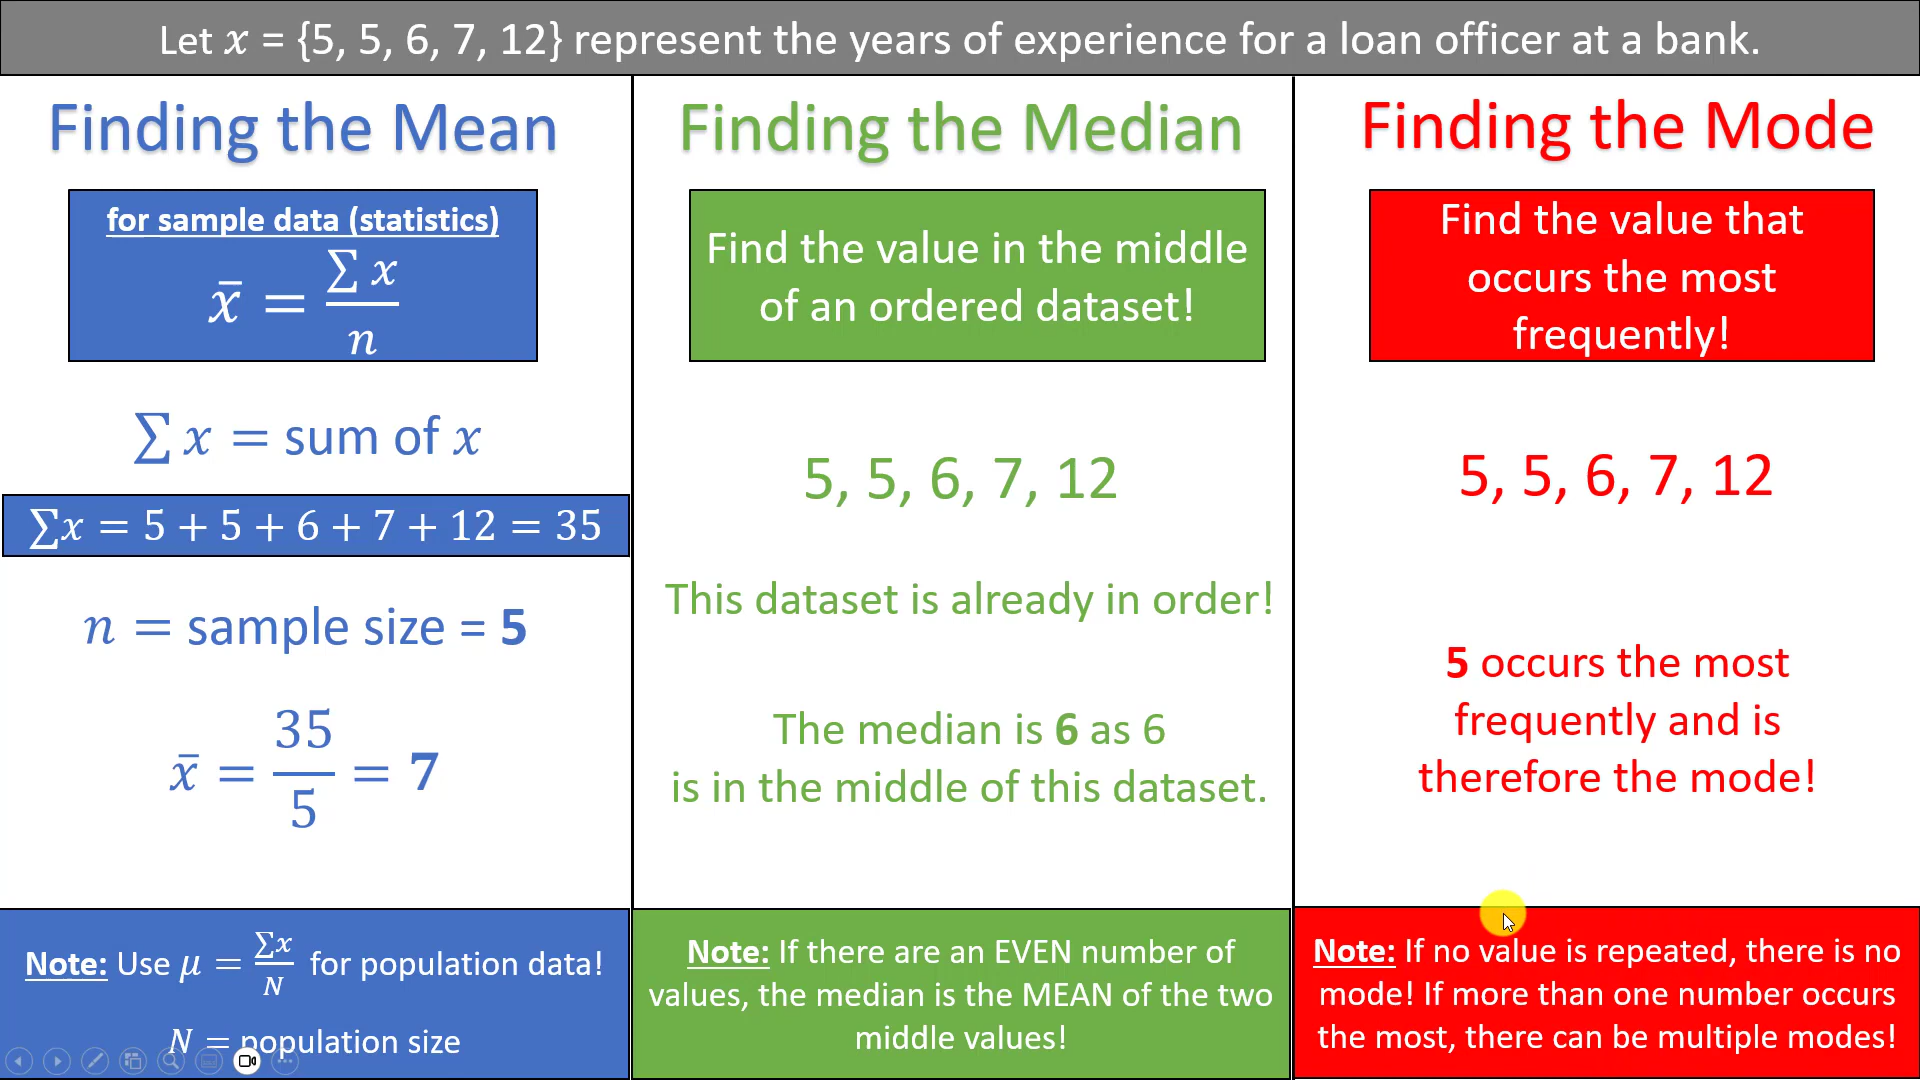 Let x = {5, 5, 6, 7, 12} represent the years of experience for a loan officer at a bank.
Finding the Mean
for sample data (statistics)
x̄ = ∑ x / n
∑ x = sum of x
∑x = 5 + 5 + 6 + 7 + 12 = 35
n = sample size = 5
x̄ = 35 / 5 = 7
Note: Use μ = ∑x / N for population data!
N = population size
Finding the Median
Find the value in the middle
of an ordered dataset!
5, 5, 6, 7, 12
This dataset is already in order!
The median is 6 as 6
is in the middle of this dataset.
Note: If there are an EVEN number of
values, the median is the MEAN of the two
middle values!
Finding the Mode
Find the value that
occurs the most
frequently!
5, 5, 6, 7, 12
5 occurs the most
frequently and is
therefore the mode!
Note: If no value is repeated, there is no
mode! If more than one number occurs
the most, there can be multiple modes!